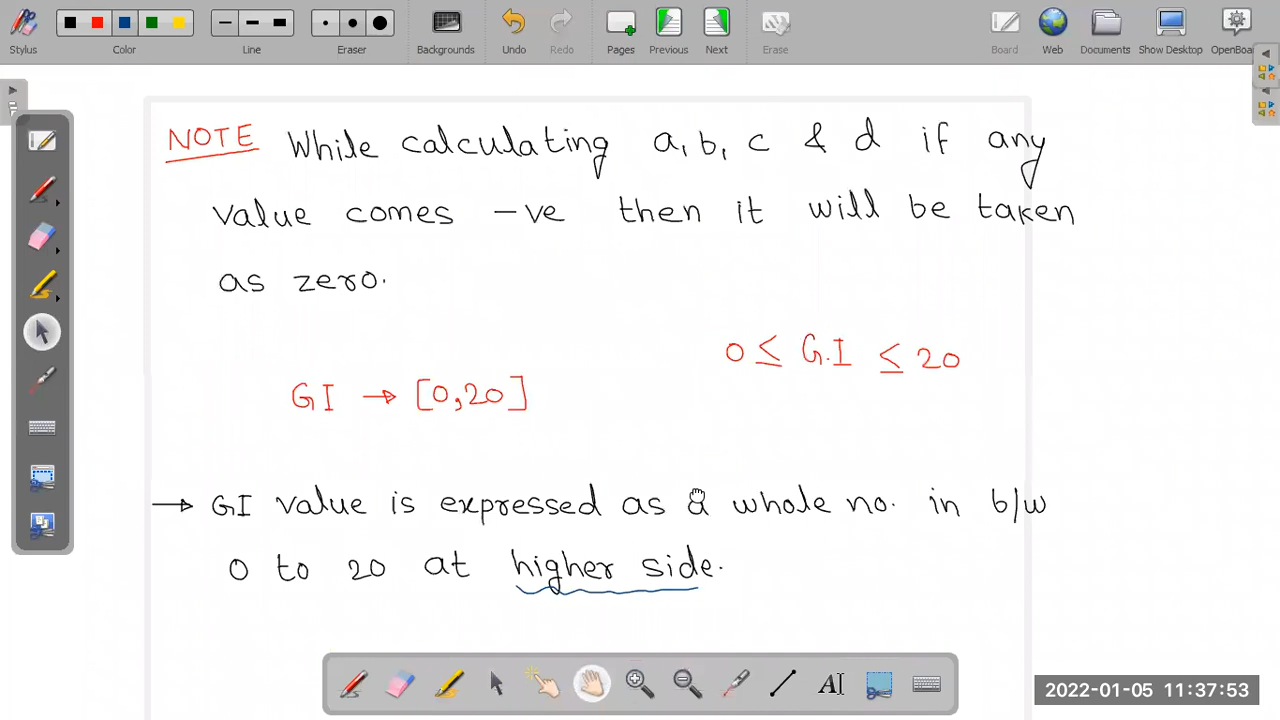 Stylus
Color
Line
Eraser
Backgrounds
Undo
Redo
Pages
Previous
Next
Erase
Board
Web
Documents
Show Desktop
OpenBoard
NOTE While calculating a, b, c & d if any
value comes -ve then it will be taken
as zero.
0 ≤ G.I ≤ 20
GI → [0,20]
→ GI value is expressed as a whole no. in b/w
0 to 20 at higher side.
AI
2022-01-05 11:37:53